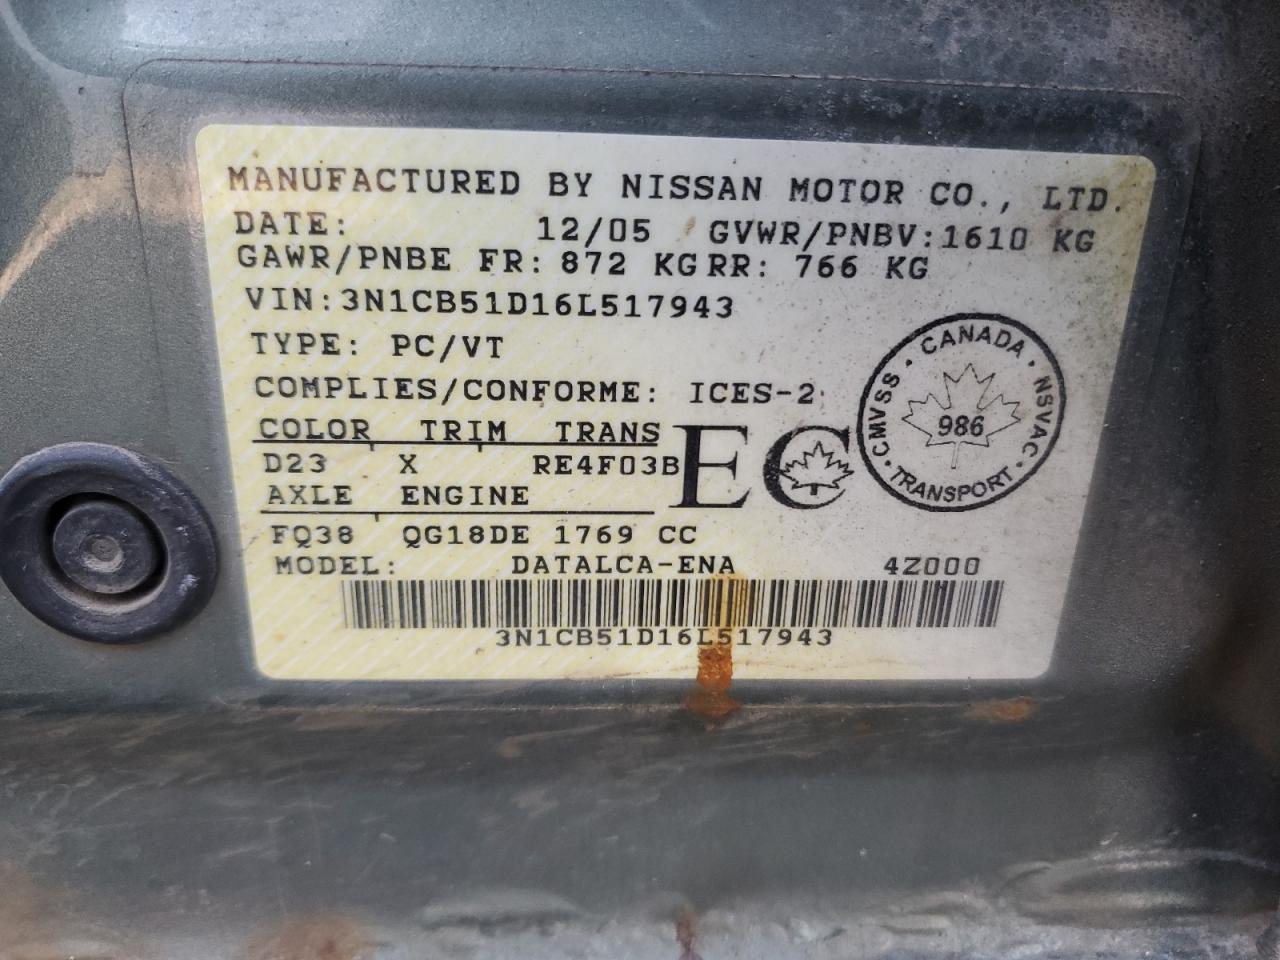 MANUFACTURED BY NISSAN MOTOR CO., LTD.
DATE: 12/05 GVWR/PNBV:1610 KG
GAWR/PNBE FR: 872 KG RR: 766 KG
VIN:3N1CB51D16L517943
TYPE: PC/VT
COMPLIES/CONFORME: ICES-2
COLOR TRIM TRANS
D23 X RE4F03B
AXLE ENGINE
FQ38 QG18DE 1769 CC
MODEL: DATALCA-ENA 4Z000
3N1CB51D16L517943
EC
CMVSS · CANADA · NSVAC · TRANSPORT ·
986